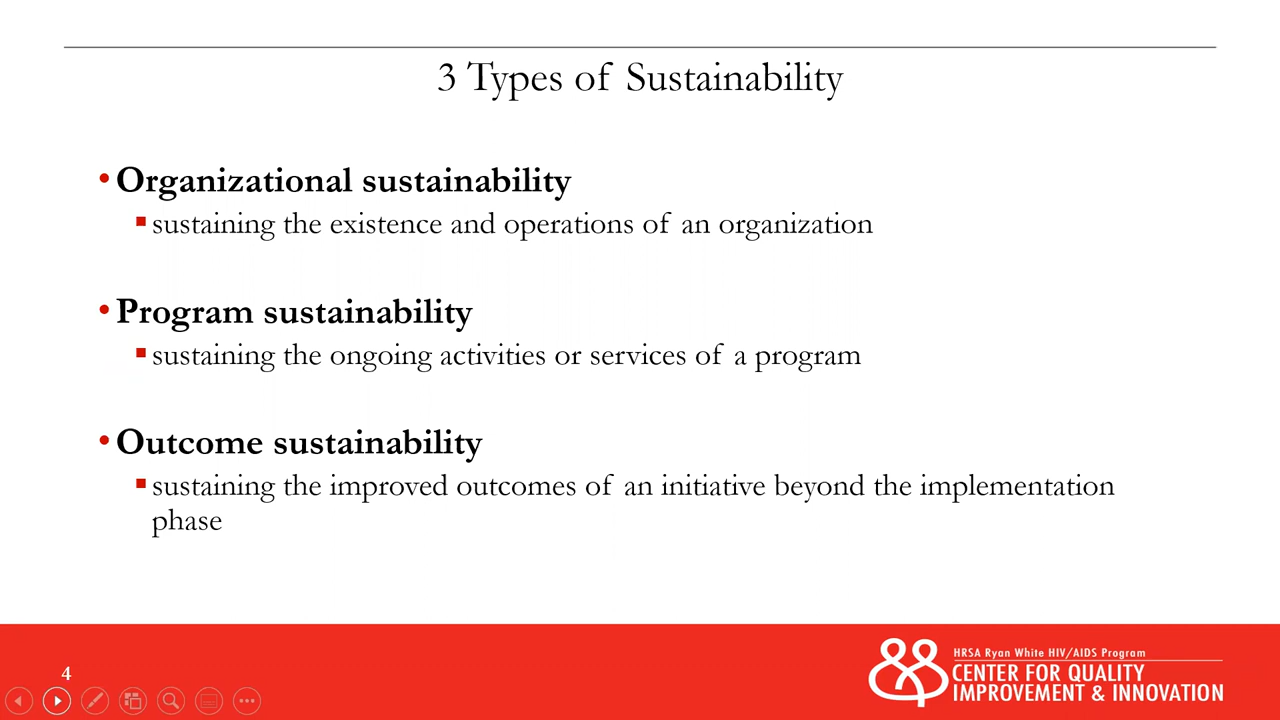 3 Types of Sustainability
• Organizational sustainability
▪ sustaining the existence and operations of an organization
• Program sustainability
▪ sustaining the ongoing activities or services of a program
• Outcome sustainability
▪ sustaining the improved outcomes of an initiative beyond the implementation
phase
4
HRSA Ryan White HIV/AIDS Program
CENTER FOR QUALITY
IMPROVEMENT & INNOVATION